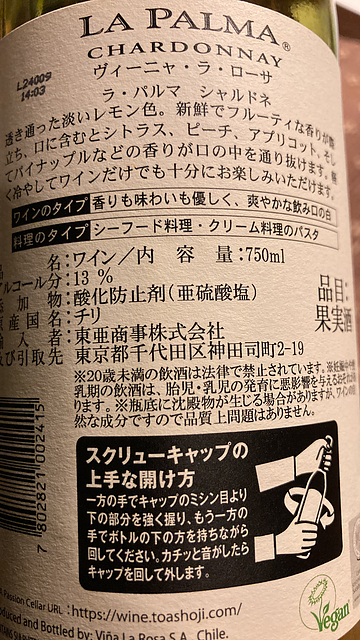 LA PALMA®
CHARDONNAY
ヴィーニャ・ラ・ローサ
L24009
14:03
ラ・パルマ シャルドネ
透き通った淡いレモン色。新鮮でフルーティな香りが際
立ち、口に含むとシトラス、ピーチ、アプリコット、そし
てパイナップルなどの香りが口の中を通り抜けます。軽
く冷やしてワインだけでも十分にお楽しみいただけます。
ワインのタイプ 香りも味わいも優しく、爽やかな飲み口の白
料理のタイプ シーフード料理・クリーム料理のパスタ
名:ワイン/内 容 量:750ml
アルコール分:13 %
添 加 物:酸化防止剤(亜硫酸塩)
原産国名:チリ
輸 入 者:東亜商事株式会社
及び引取先 東京都千代田区神田司町2-19
品目:
果実酒
※20歳未満の飲酒は法律で禁止されています。※妊娠中や
乳期の飲酒は、胎児・乳児の発育に悪影響を与えるおそれ
ります。※瓶底に沈殿物が生じる場合がありますが、ワインの
然な成分ですので品質上問題はありません。
スクリューキャップの
上手な開け方
一方の手でキャップのミシン目より
下の部分を強く握り、もう一方の
手でボトルの下の方を持ちながら
回してください。カチッと音がしたら
キャップを回して外します。
7 802821 002415
Passion Cellar URL:https://wine.toashoji.com/
Produced and Bottled by: Viña La Rosa S.A., Chile.
Vegan